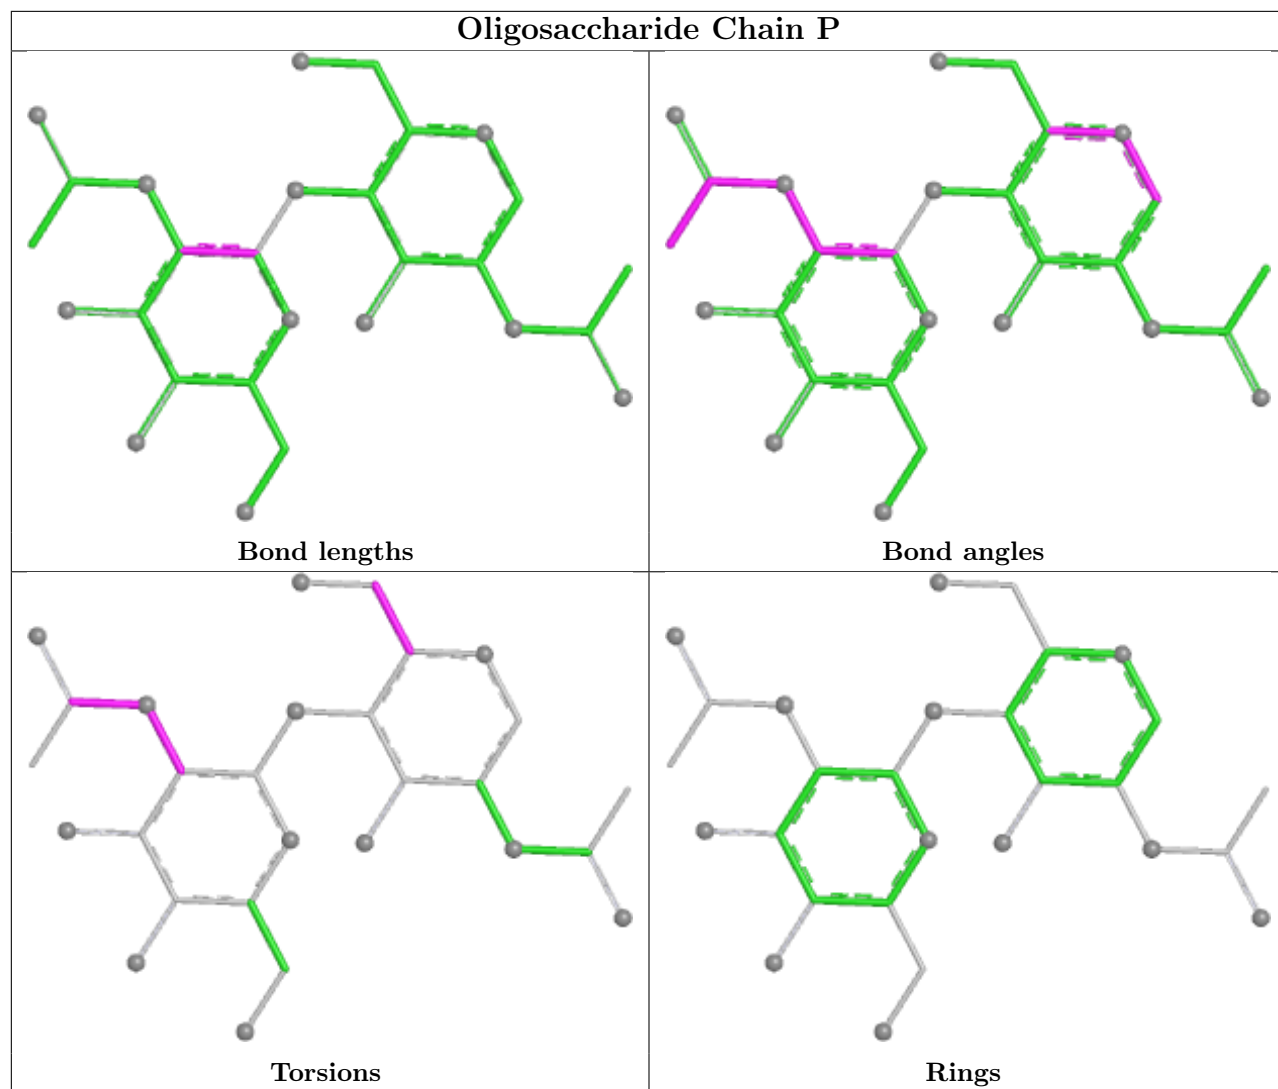 Oligosaccharide Chain P
Bond lengths
Bond angles
Torsions
Rings